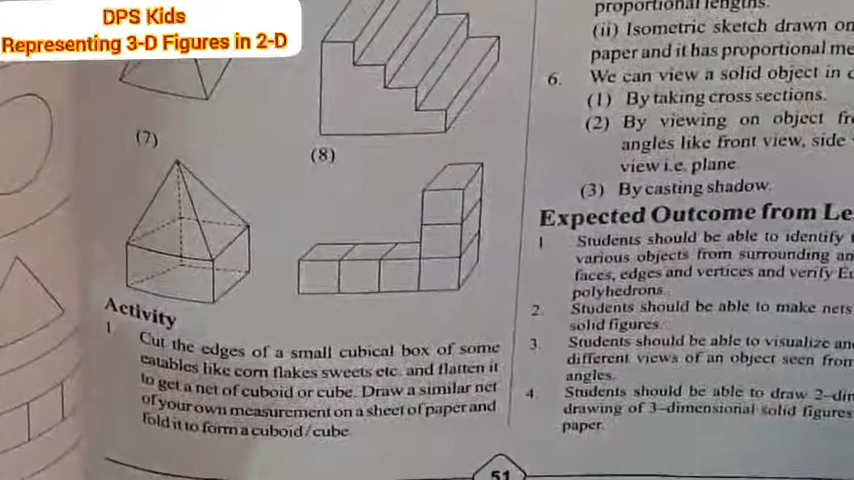 DPS Kids
Representing 3-D Figures in 2-D
(7)
(8)
Activity
1. Cut the edges of a small cubical box of some
eatables like corn flakes sweets etc. and flatten it
to get a net of cuboid or cube. Draw a similar net
of your own measurement on a sheet of paper and
fold it to form a cuboid/cube.
proportional lengths.
(ii) Isometric sketch drawn on
paper and it has proportional me
6. We can view a solid object in
(1) By taking cross sections.
(2) By viewing on object fr
angles like front view, side
view i.e. plane
(3) By casting shadow.
Expected Outcome from Le
1 Students should be able to identify
various objects from surrounding an
faces, edges and vertices and verify Eu
polyhedrons.
2. Students should be able to make nets
solid figures.
3. Students should be able to visualize an
different views of an object seen from
angles.
4 Students should be able to draw 2-dim
drawing of 3-dimensional solid figures
paper.
51